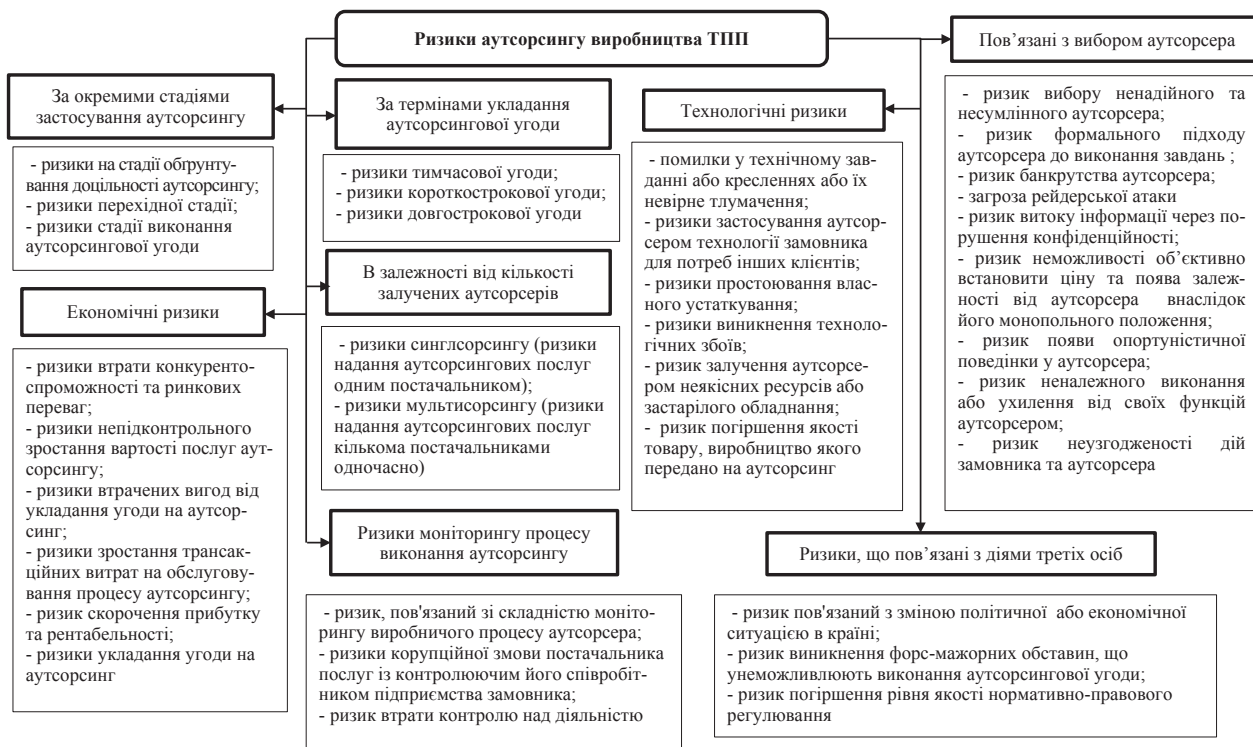 Ризики аутсорсингу виробництва ТПП
Пов’язані з вибором аутсорсера
- ризик вибору ненадійного та
несумлінного аутсорсера;
- ризик формального підходу
аутсорсера до виконання завдань ;
- ризик банкрутства аутсорсера;
- загроза рейдерської атаки
- ризик витоку інформації через по-
рушення конфіденційності;
- ризик неможливості об’єктивно
встановити ціну та поява залеж-
ності від аутсорсера внаслідок
його монопольного положення;
- ризик появи опортуністичної
поведінки у аутсорсера;
- ризик неналежного виконання
або ухилення від своїх функцій
аутсорсером;
- ризик неузгодженості дій
замовника та аутсорсера
За окремими стадіями
застосування аутсорсингу
- ризики на стадії обґрунту-
вання доцільності аутсорсингу;
- ризики перехідної стадії;
- ризики стадії виконання
аутсорсингової угоди
За термінами укладання
аутсорсингової угоди
- ризики тимчасової угоди;
- ризики короткострокової угоди;
- ризики довгострокової угоди
Технологічні ризики
- помилки у технічному зав-
данні або кресленнях або їх
невірне тлумачення;
- ризики застосування аутсор-
сером технології замовника
для потреб інших клієнтів;
- ризики простоювання влас-
ного устаткування;
- ризики виникнення техноло-
гічних збоїв;
- ризик залучення аутсорсе-
ром неякісних ресурсів або
застарілого обладнання;
- ризик погіршення якості
товару, виробництво якого
передано на аутсорсинг
В залежності від кількості
залучених аутсорсерів
- ризики синглсорсингу (ризики
надання аутсорсингових послуг
одним постачальником);
- ризики мультисорсингу (ризики
надання аутсорсингових послуг
кількома постачальниками
одночасно)
Економічні ризики
- ризики втрати конкуренто-
спроможності та ринкових
переваг;
- ризики непідконтрольного
зростання вартості послуг аут-
сорсингу;
- ризики втрачених вигод від
укладання угоди на аутсор-
синг;
- ризики зростання трансак-
ційних витрат на обслугову-
вання процесу аутсорсингу;
- ризик скорочення прибутку
та рентабельності;
- ризики укладання угоди на
аутсорсинг
Ризики моніторингу процесу
виконання аутсорсингу
- ризик, пов'язаний зі складністю моніто-
рингу виробничого процесу аутсорсера;
- ризики корупційної змови постачальника
послуг із контролюючим його співробіт-
ником підприємства замовника;
- ризик втрати контролю над діяльністю
Ризики, що пов’язані з діями третіх осіб
- ризик пов'язаний з зміною політичної або економічної
ситуацією в країні;
- ризик виникнення форс-мажорних обставин, що
унеможливлюють виконання аутсорсингової угоди;
- ризик погіршення рівня якості нормативно-правового
регулювання